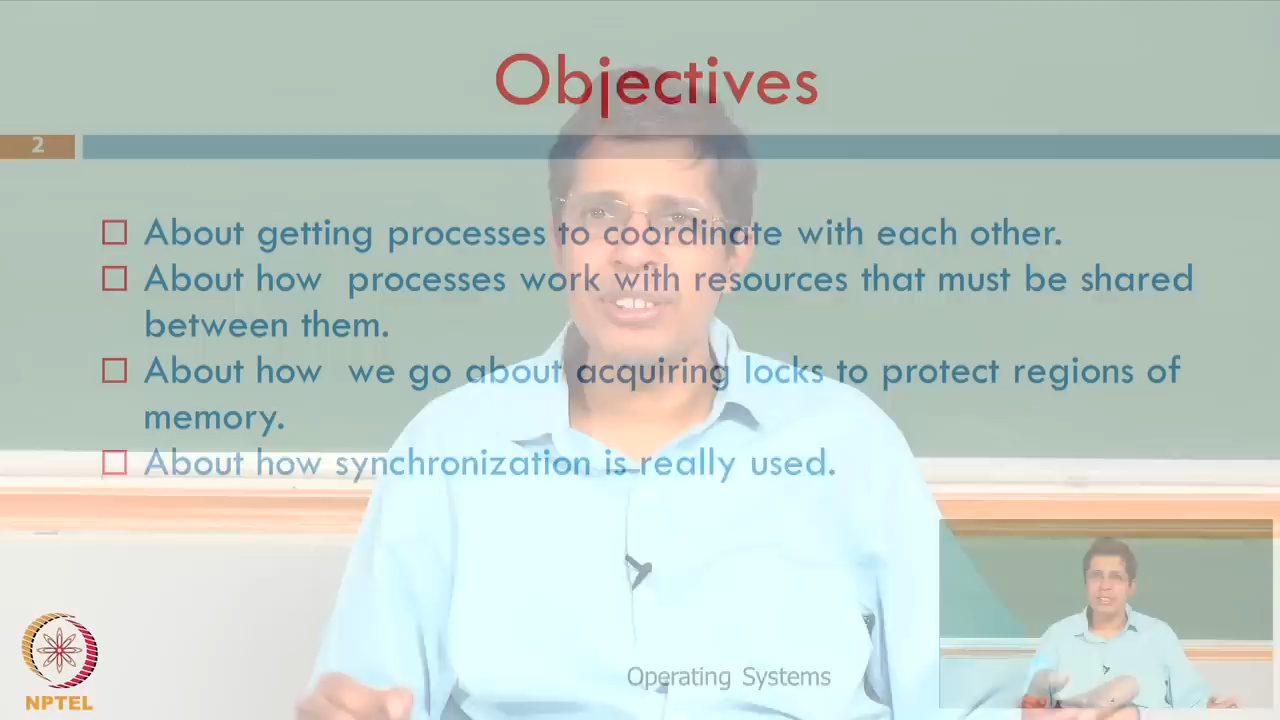 Objectives
2
About getting processes to coordinate with each other.
About how processes work with resources that must be shared
between them.
About how we go about acquiring locks to protect regions of
memory.
About how synchronization is really used.
Operating Systems
NPTEL